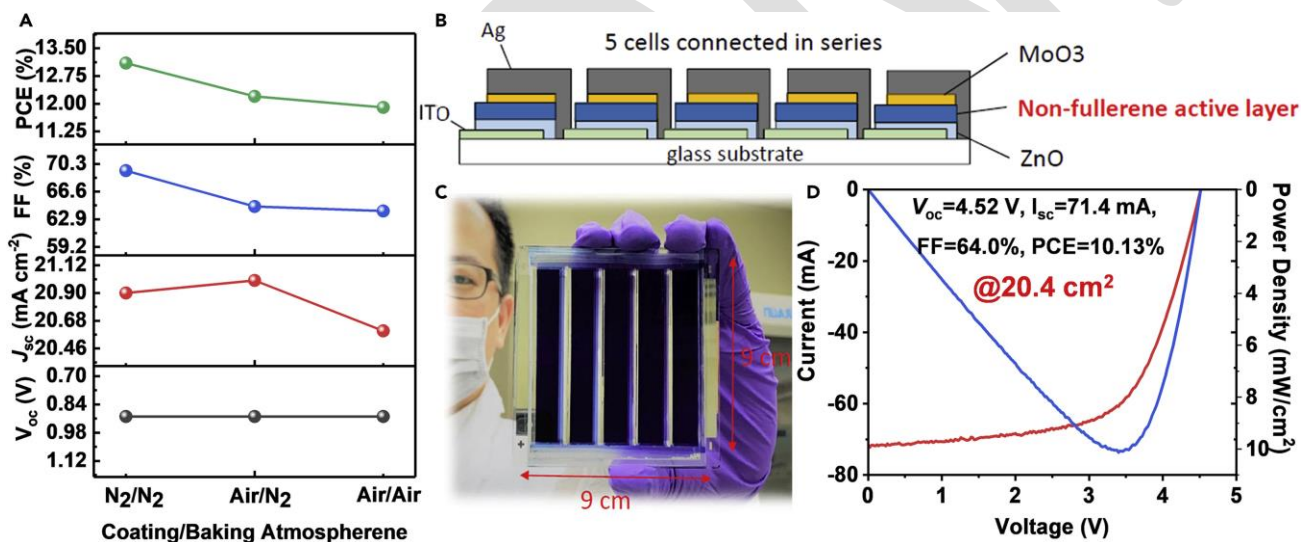 A
PCE (%)
13.50
12.75
12.00
11.25
FF (%)
70.3
66.6
62.9
59.2
Jsc (mA cm-2)
21.12
20.90
20.68
20.46
Voc (V)
0.70
0.84
0.98
1.12
N2/N2 Air/N2 Air/Air
Coating/Baking Atmospherene
B
5 cells connected in series
Ag
MoO3
ITO
Non-fullerene active layer
ZnO
glass substrate
C
9 cm
9 cm
+
-
D
Voc=4.52 V, Isc=71.4 mA,
FF=64.0%, PCE=10.13%
@20.4 cm2
Current (mA)
0
-20
-40
-60
-80
0 1 2 3 4 5
Voltage (V)
Power Density (mW/cm2)
0
2
4
6
8
10